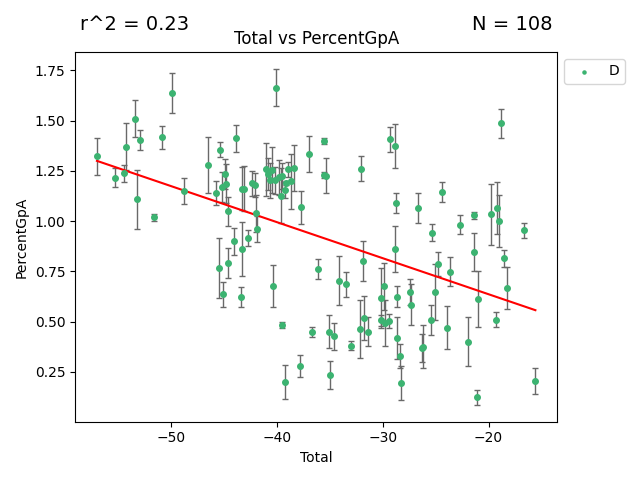 r^2 = 0.23
N = 108
Total vs PercentGpA
D
PercentGpA
1.75
1.50
1.25
1.00
0.75
0.50
0.25
−50
−40
−30
−20
Total